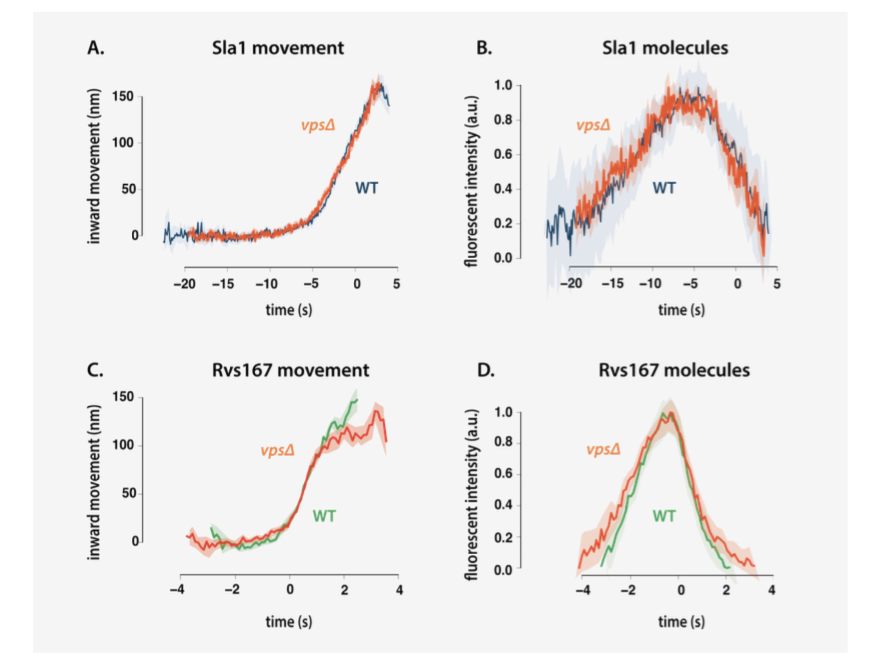 A.
Sla1 movement
inward movement (nm)
150
100
50
0
vpsΔ
WT
−20 −15 −10 −5 0 5
time (s)
B.
Sla1 molecules
fluorescent intensity (a.u.)
1.0
0.8
0.6
0.4
0.2
0.0
vpsΔ
WT
−20 −15 −10 −5 0 5
time (s)
C.
Rvs167 movement
inward movement (nm)
150
100
50
0
vpsΔ
WT
−4 −2 0 2 4
time (s)
D.
Rvs167 molecules
fluorescent intensity (a.u.)
1.0
0.8
0.6
0.4
0.2
0.0
vpsΔ
WT
−4 −2 0 2 4
time (s)